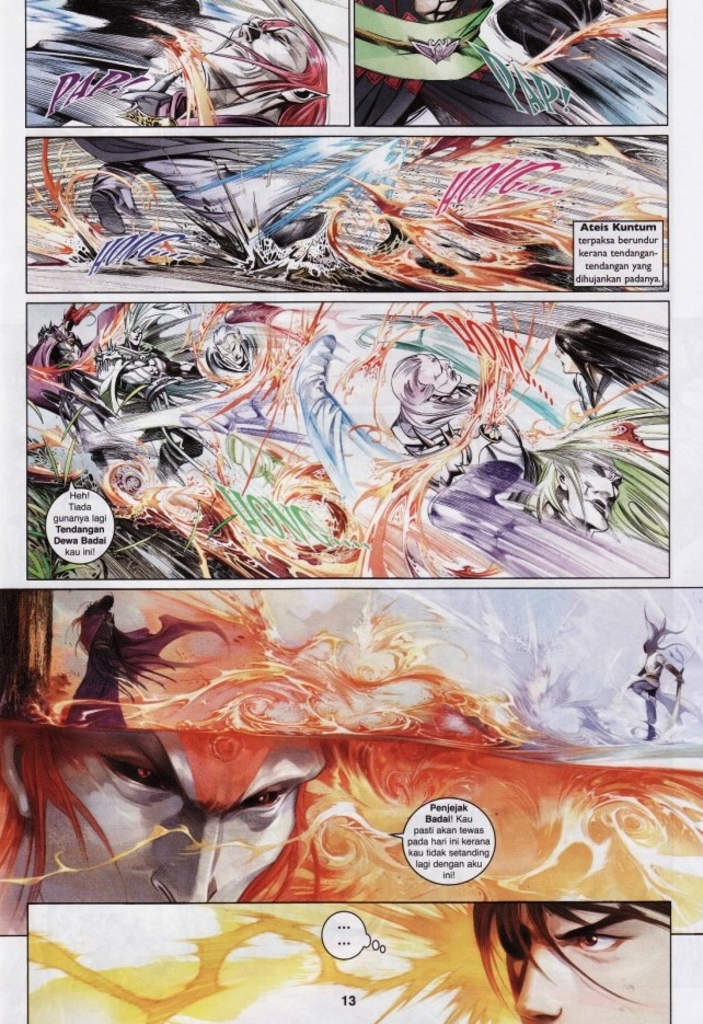 PAP!
PAP!
HONG.....
HONG.....
Ateis Kuntum
terpaksa berundur
kerana tendangan-
tendangan yang
dihujankan padanya.
HONG....
Heh!
Tiada
gunanya lagi
Tendangan
Dewa Badai
kau ini!
HONG.....
Penjejak
Badai! Kau
pasti akan tewas
pada hari ini kerana
kau tidak setanding
lagi dengan aku
ini!
...
...
13